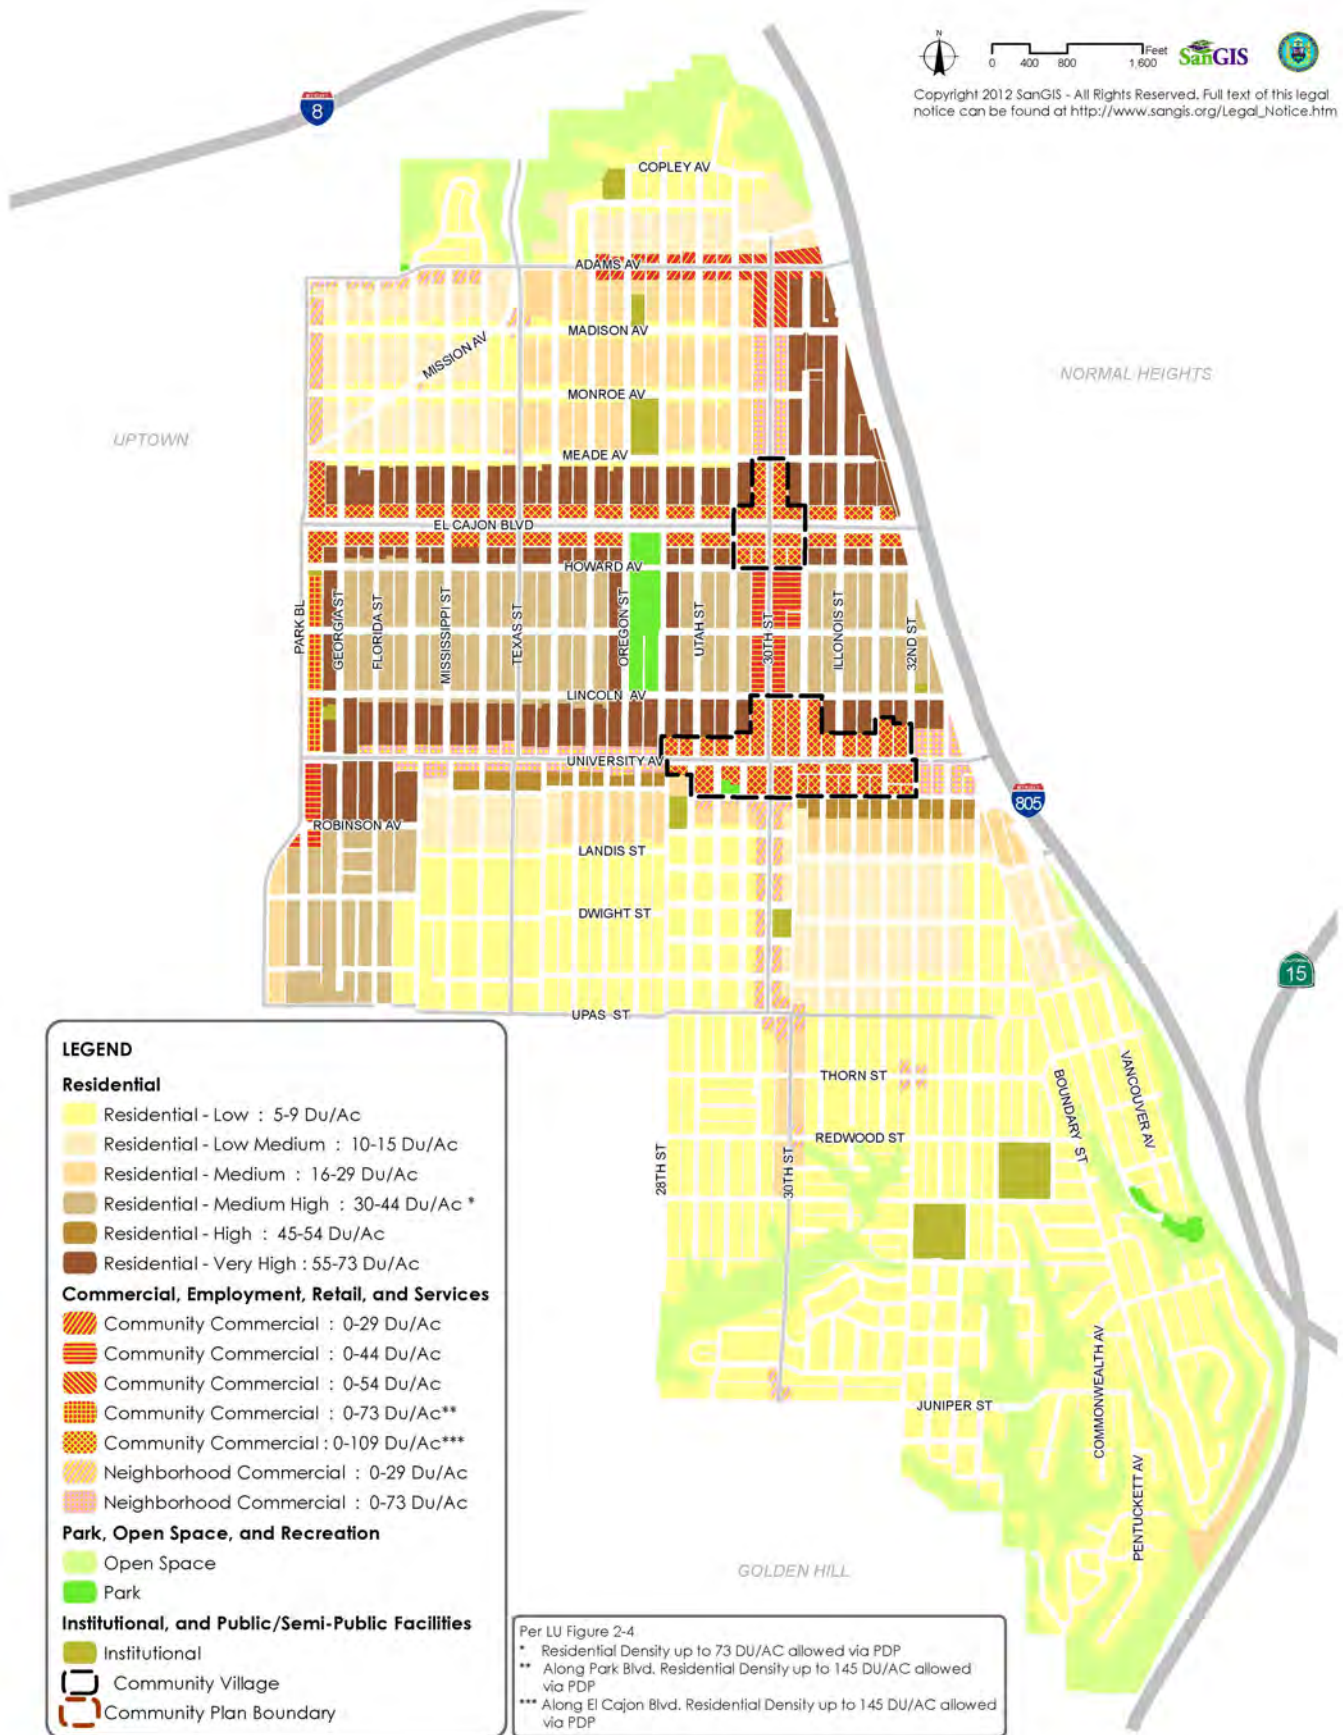 N
Feet
0 400 800 1,600
SanGIS
Copyright 2012 SanGIS - All Rights Reserved. Full text of this legal
notice can be found at http://www.sangis.org/Legal_Notice.htm
8
COPLEY AV
ADAMS AV
MADISON AV
MISSION AV
NORMAL HEIGHTS
MONROE AV
UPTOWN
MEADE AV
EL CAJON BLVD
HOWARD AV
PARK BL
GEORGIA ST
FLORIDA ST
MISSISSIPPI ST
TEXAS ST
OREGON ST
UTAH ST
30TH ST
ILLINOIS ST
32ND ST
LINCOLN AV
UNIVERSITY AV
805
ROBINSON AV
LANDIS ST
DWIGHT ST
15
UPAS ST
THORN ST
BOUNDARY ST
VANCOUVER AV
REDWOOD ST
28TH ST
30TH ST
JUNIPER ST
COMMONWEALTH AV
PENTUCKETT AV
GOLDEN HILL
LEGEND
Residential
Residential - Low : 5-9 Du/Ac
Residential - Low Medium : 10-15 Du/Ac
Residential - Medium : 16-29 Du/Ac
Residential - Medium High : 30-44 Du/Ac *
Residential - High : 45-54 Du/Ac
Residential - Very High : 55-73 Du/Ac
Commercial, Employment, Retail, and Services
Community Commercial : 0-29 Du/Ac
Community Commercial : 0-44 Du/Ac
Community Commercial : 0-54 Du/Ac
Community Commercial : 0-73 Du/Ac**
Community Commercial : 0-109 Du/Ac***
Neighborhood Commercial : 0-29 Du/Ac
Neighborhood Commercial : 0-73 Du/Ac
Park, Open Space, and Recreation
Open Space
Park
Institutional, and Public/Semi-Public Facilities
Institutional
Community Village
Community Plan Boundary
Per LU Figure 2-4
* Residential Density up to 73 DU/AC allowed via PDP
** Along Park Blvd. Residential Density up to 145 DU/AC allowed
via PDP
*** Along El Cajon Blvd. Residential Density up to 145 DU/AC allowed
via PDP